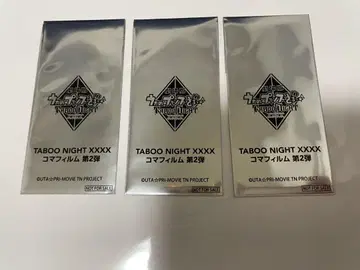 TABOO NIGHT XXXX
コマフィルム 第2弾
©UTA☆PRI-MOVIE TN PROJECT
NOT FOR SALE
TABOO NIGHT XXXX
コマフィルム 第2弾
©UTA☆PRI-MOVIE TN PROJECT
NOT FOR SALE
TABOO NIGHT XXXX
コマフィルム 第2弾
©UTA☆PRI-MOVIE TN PROJECT
NOT FOR SALE